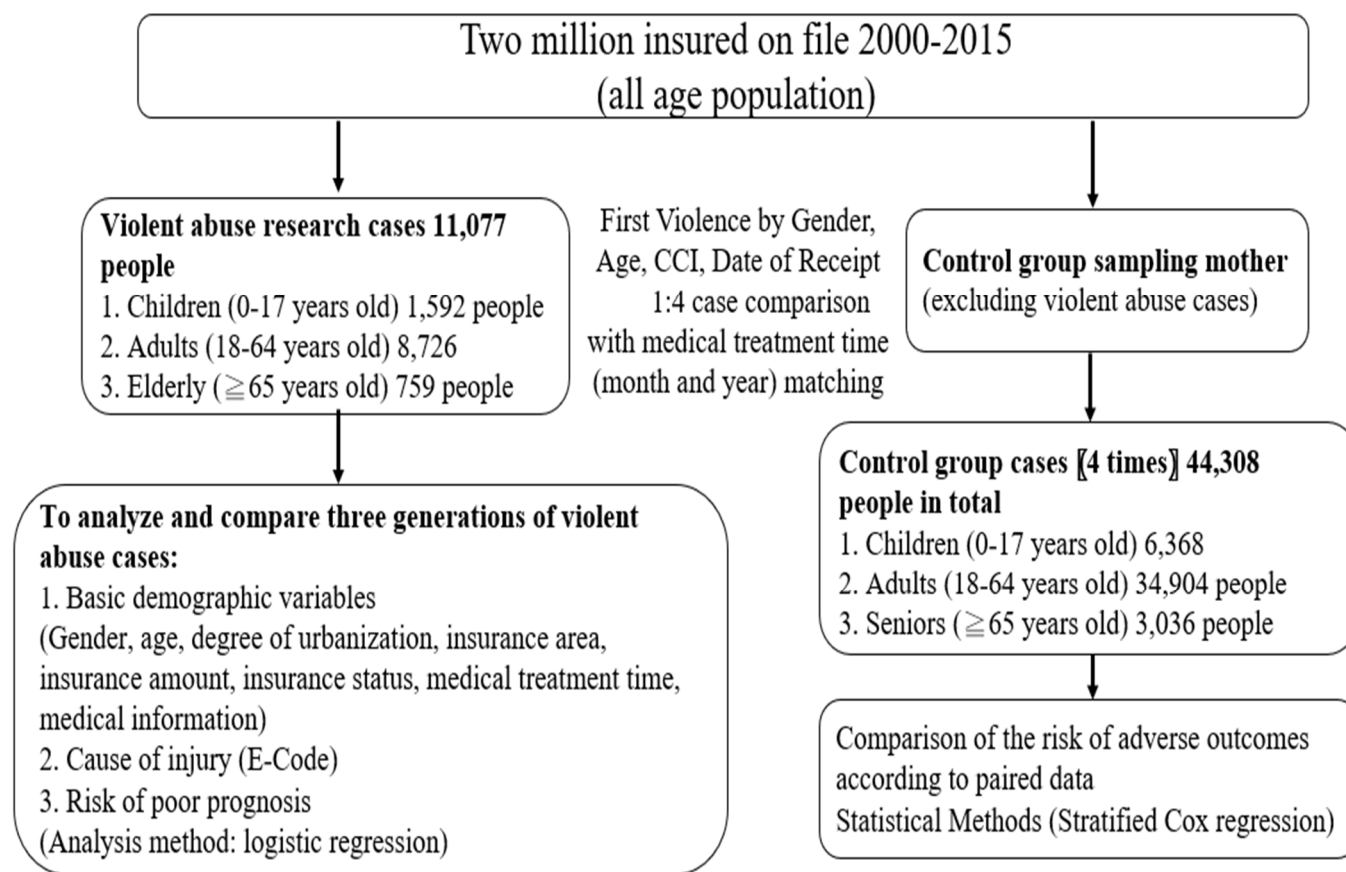 Two million insured on file 2000-2015
(all age population)
Violent abuse research cases 11,077
people
1. Children (0-17 years old) 1,592 people
2. Adults (18-64 years old) 8,726
3. Elderly (≧65 years old) 759 people
First Violence by Gender,
Age, CCI, Date of Receipt
1:4 case comparison
with medical treatment time
(month and year) matching
Control group sampling mother
(excluding violent abuse cases)
To analyze and compare three generations of violent
abuse cases:
1. Basic demographic variables
(Gender, age, degree of urbanization, insurance area,
insurance amount, insurance status, medical treatment time,
medical information)
2. Cause of injury (E-Code)
3. Risk of poor prognosis
(Analysis method: logistic regression)
Control group cases 〖4 times〗 44,308
people in total
1. Children (0-17 years old) 6,368
2. Adults (18-64 years old) 34,904 people
3. Seniors (≧65 years old) 3,036 people
Comparison of the risk of adverse outcomes
according to paired data
Statistical Methods (Stratified Cox regression)